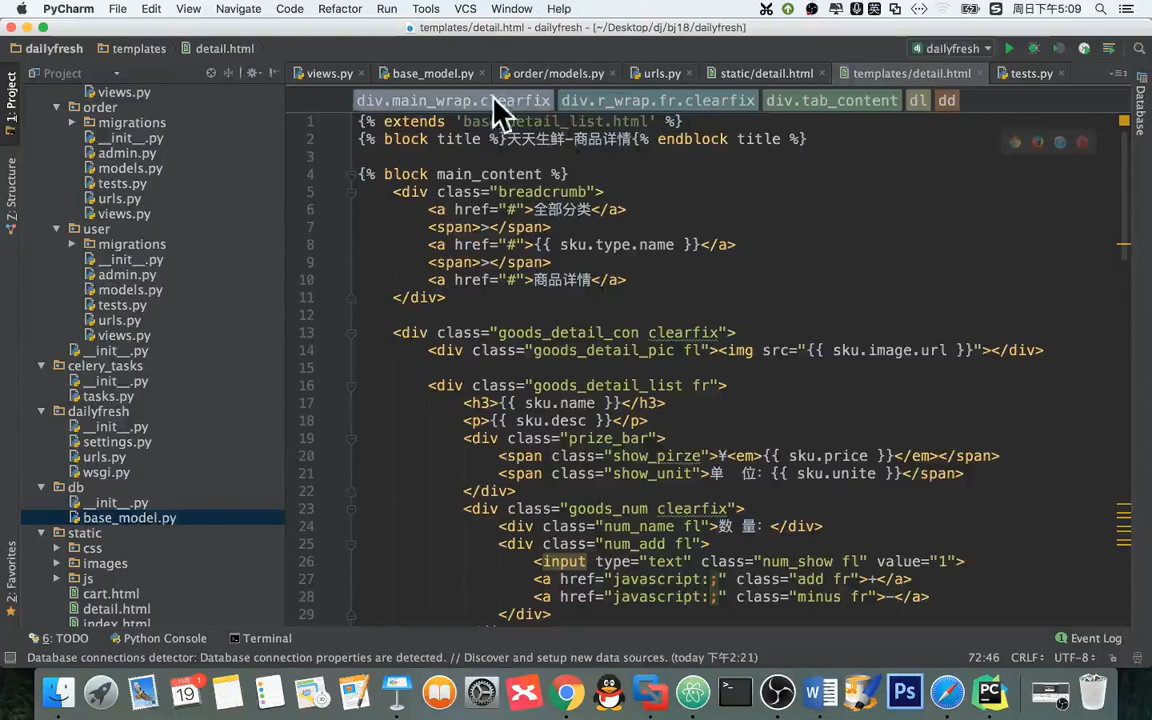 PyCharm File Edit View Navigate Code Refactor Run Tools VCS Window Help 周日下午5:09
templates/detail.html - dailyfresh - [~/Desktop/dj/bj18/dailyfresh]
dailyfresh templates detail.html dailyfresh
Project views.py base_model.py order/models.py urls.py static/detail.html templates/detail.html tests.py
div.main_wrap.clearfix div.r_wrap.fr.clearfix div.tab_content dl dd
1: Project
Z: Structure
2: Favorites
Database
views.py
order
migrations
__init__.py
admin.py
models.py
tests.py
urls.py
views.py
user
migrations
__init__.py
admin.py
models.py
tests.py
urls.py
views.py
__init__.py
celery_tasks
__init__.py
tasks.py
dailyfresh
__init__.py
settings.py
urls.py
wsgi.py
db
__init__.py
base_model.py
static
css
images
js
cart.html
detail.html
index.html
1 {% extends 'base_detail_list.html' %}
2 {% block title %}天天生鲜-商品详情{% endblock title %}
3
4 {% block main_content %}
5 <div class="breadcrumb">
6 <a href="#">全部分类</a>
7 <span>></span>
8 <a href="#">{{ sku.type.name }}</a>
9 <span>></span>
10 <a href="#">商品详情</a>
11 </div>
12
13 <div class="goods_detail_con clearfix">
14 <div class="goods_detail_pic fl"><img src="{{ sku.image.url }}"></div>
15
16 <div class="goods_detail_list fr">
17 <h3>{{ sku.name }}</h3>
18 <p>{{ sku.desc }}</p>
19 <div class="prize_bar">
20 <span class="show_pirze">¥<em>{{ sku.price }}</em></span>
21 <span class="show_unit">单 位：{{ sku.unite }}</span>
22 </div>
23 <div class="goods_num clearfix">
24 <div class="num_name fl">数 量：</div>
25 <div class="num_add fl">
26 <input type="text" class="num_show fl" value="1">
27 <a href="javascript:;" class="add fr">+</a>
28 <a href="javascript:;" class="minus fr">-</a>
29 </div>
6: TODO Python Console Terminal 1 Event Log
Database connections detector: Database connection properties are detected. // Discover and setup new data sources. (today 下午2:21) 72:46 CRLF÷ UTF-8÷
19 W Ps PC